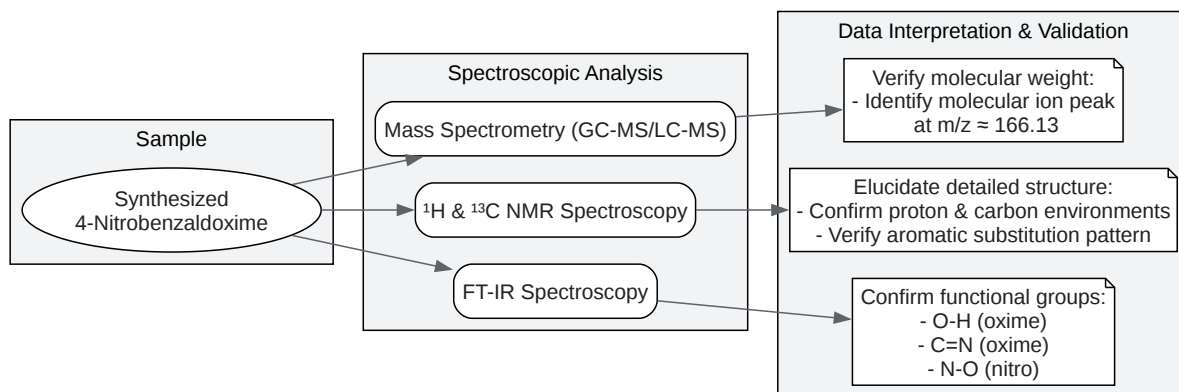 Sample
Synthesized
4-Nitrobenzaldoxime
Spectroscopic Analysis
Mass Spectrometry (GC-MS/LC-MS)
¹H & ¹³C NMR Spectroscopy
FT-IR Spectroscopy
Data Interpretation & Validation
Verify molecular weight:
- Identify molecular ion peak
at m/z ≈ 166.13
Elucidate detailed structure:
- Confirm proton & carbon environments
- Verify aromatic substitution pattern
Confirm functional groups:
- O-H (oxime)
- C=N (oxime)
- N-O (nitro)